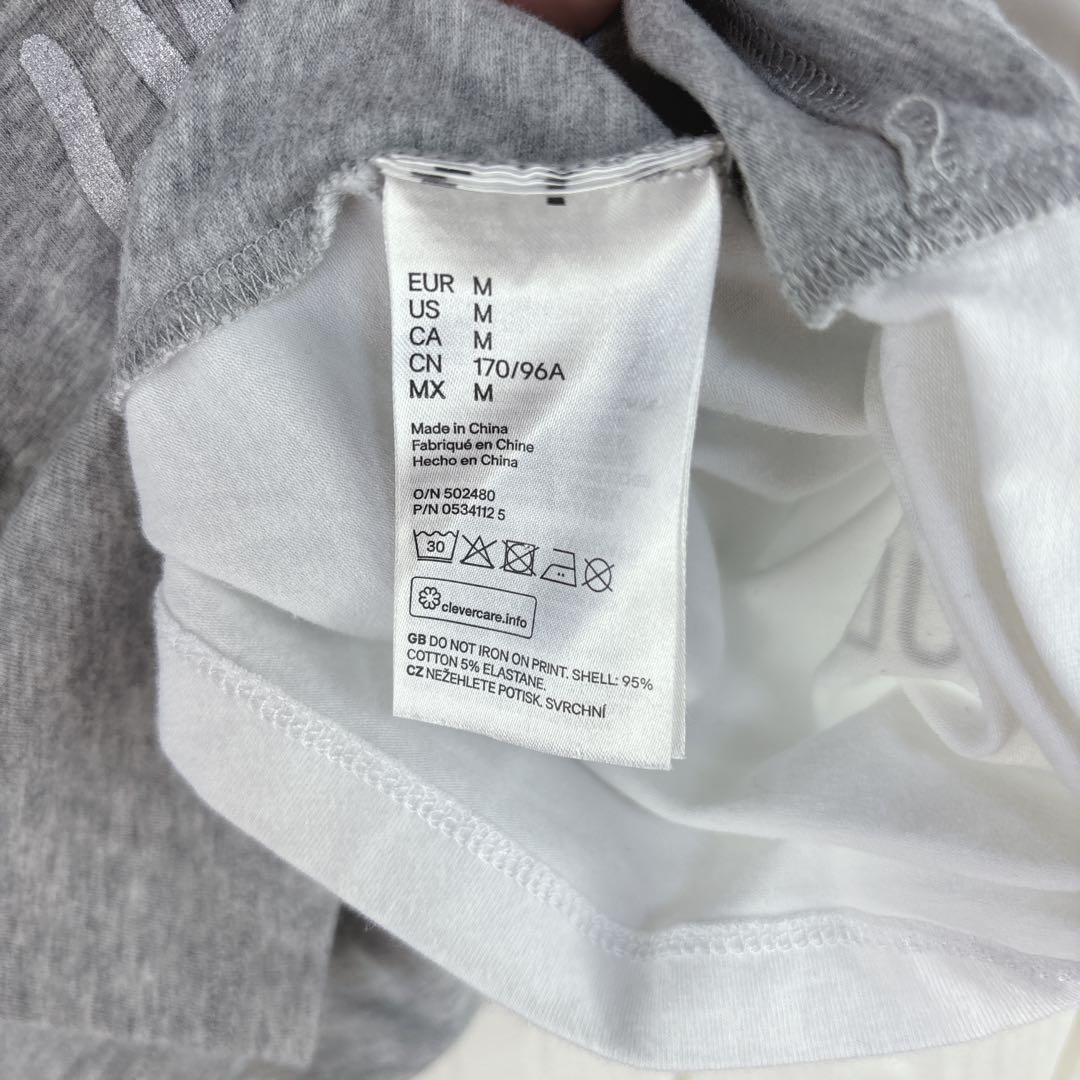 EUR M
US M
CA M
CN 170/96A
MX M
Made in China
Fabriqué en Chine
Hecho en China
O/N 502480
P/N 0534112 5
30
clevercare.info
GB DO NOT IRON ON PRINT. SHELL: 95%
COTTON 5% ELASTANE.
CZ NEŽEHLETE POTISK. SVRCHNÍ